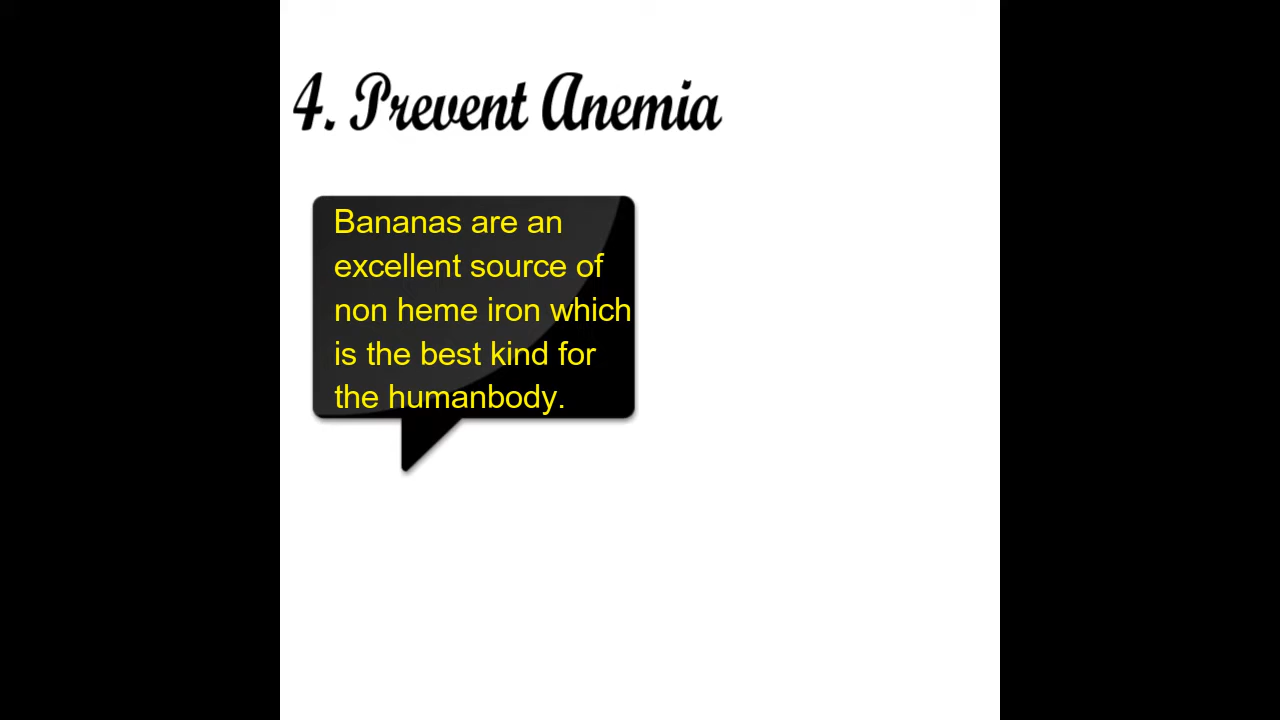 4. Prevent Anemia
Bananas are an
excellent source of
non heme iron which
is the best kind for
the humanbody.